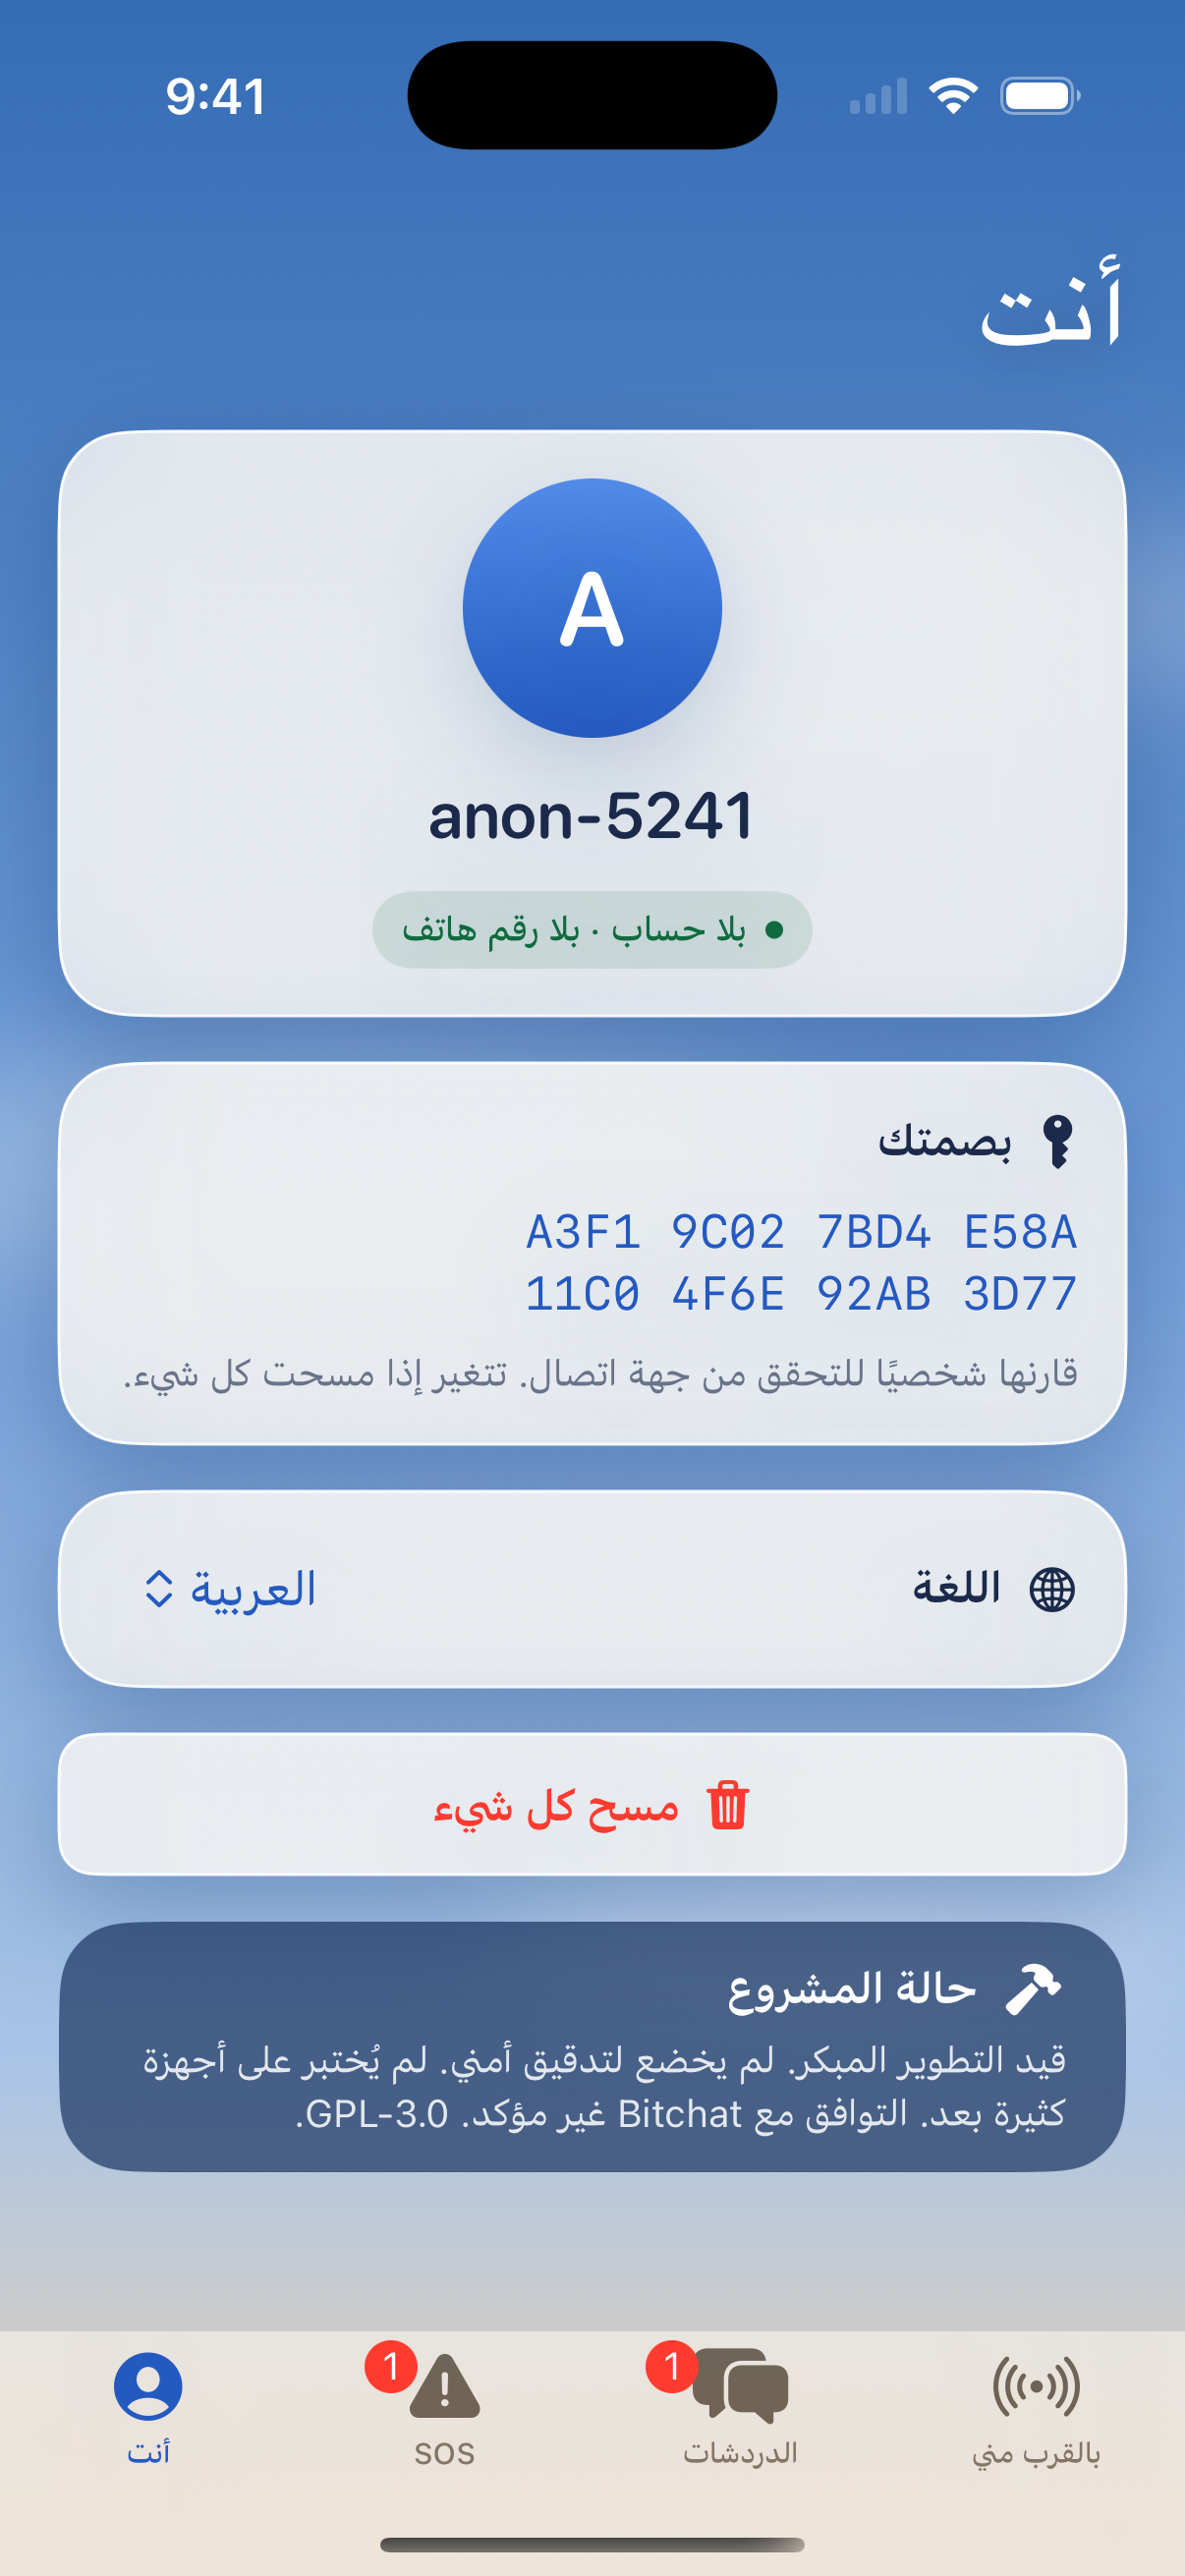 9:41
أنت
A
anon-5241
بلا حساب · بلا رقم هاتف
بصمتك
A3F1 9C02 7BD4 E58A
11C0 4F6E 92AB 3D77
قارنها شخصيًا للتحقق من جهة اتصال. تتغير إذا مسحت كل شيء.
اللغة
العربية
مسح كل شيء
حالة المشروع
قيد التطوير المبكر. لم يخضع لتدقيق أمني. لم يُختبر على أجهزة
كثيرة بعد. التوافق مع Bitchat غير مؤكد. GPL-3.0.
بالقرب مني
1
الدردشات
1
SOS
أنت